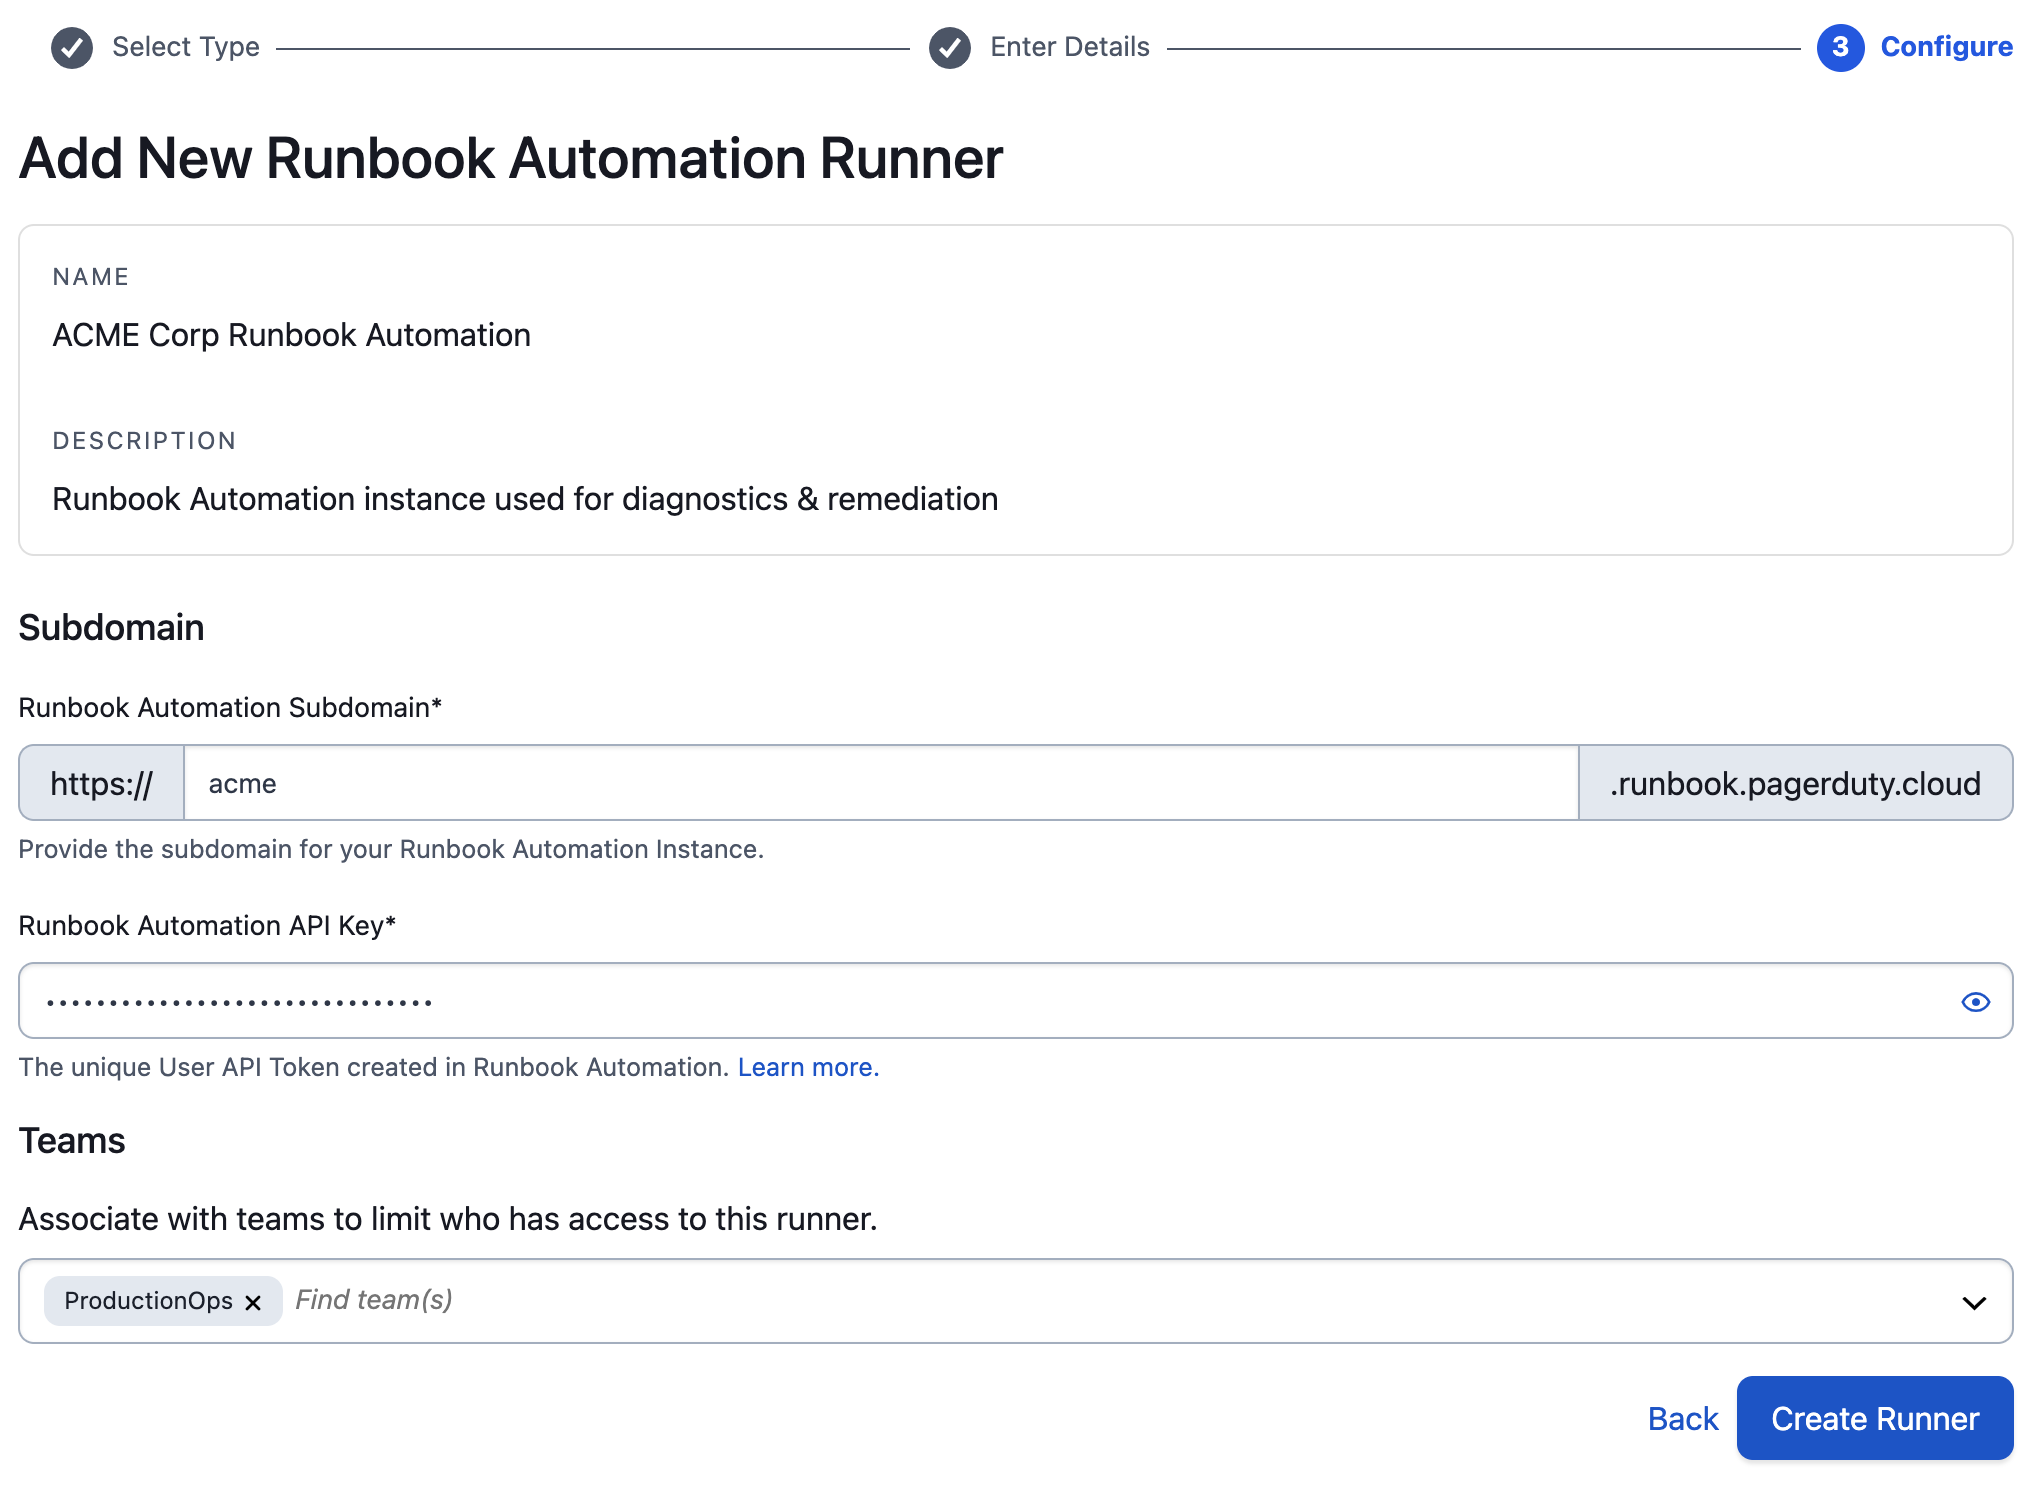 Select Type
Enter Details
3 Configure
Add New Runbook Automation Runner
NAME
ACME Corp Runbook Automation
DESCRIPTION
Runbook Automation instance used for diagnostics & remediation
Subdomain
Runbook Automation Subdomain*
https:// acme .runbook.pagerduty.cloud
Provide the subdomain for your Runbook Automation Instance.
Runbook Automation API Key*
•••••••••••••••••••••••••••••••
The unique User API Token created in Runbook Automation. Learn more.
Teams
Associate with teams to limit who has access to this runner.
ProductionOps × Find team(s)
Back Create Runner